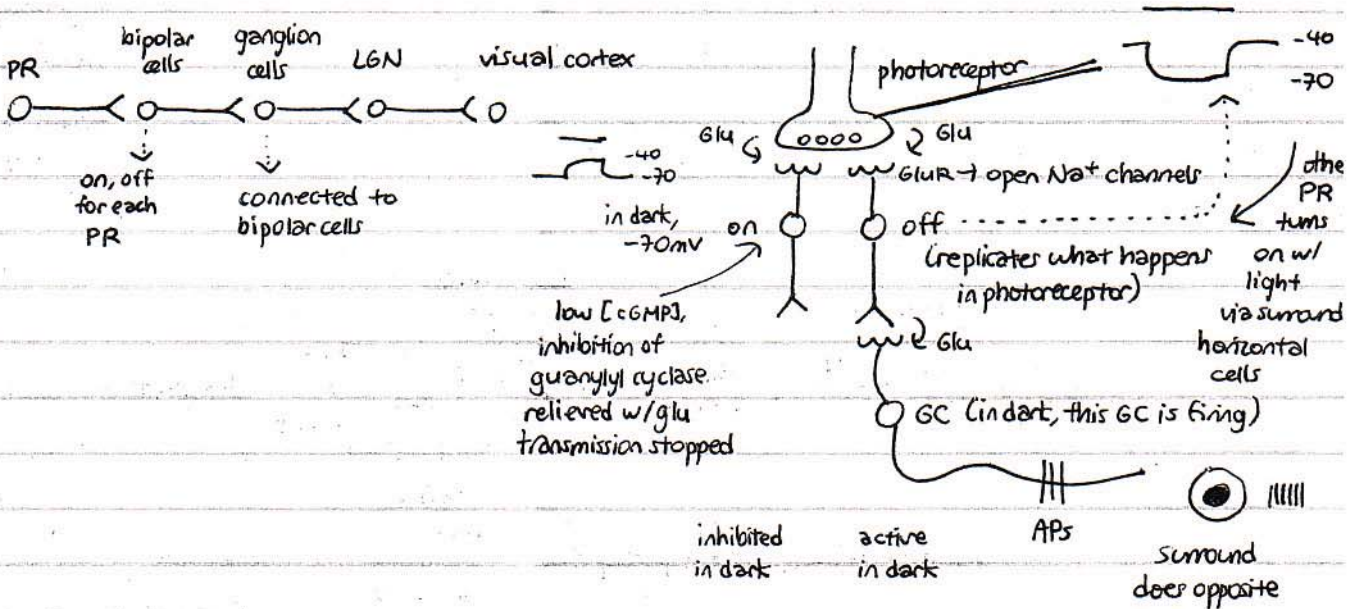 PR
bipolar
cells
ganglion
cells
LGN
visual cortex
on, off
for each
PR
connected to
bipolar cells
photoreceptor
-40
-70
Glu
Glu
GluR → open Na⁺ channels
-40
-70
in dark,
-70mV
on
off
(replicates what happens
in photoreceptor)
othe
PR
turns
on w/
light
via surround
horizontal
cells
low [cGMP],
inhibition of
guanylyl cyclase
relieved w/glu
transmission stopped
Glu
GC (in dark, this GC is firing)
APs
inhibited
in dark
active
in dark
surround
does opposite